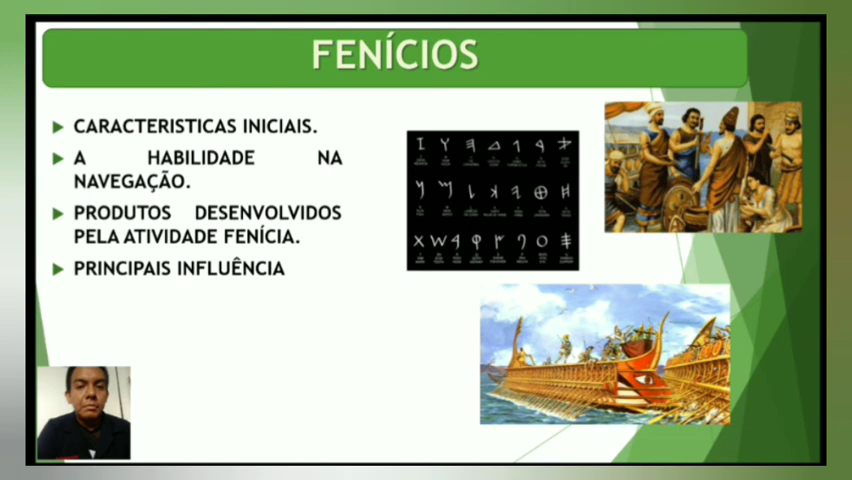 FENÍCIOS
CARACTERISTICAS INICIAIS.
A HABILIDADE NA
NAVEGAÇÃO.
PRODUTOS DESENVOLVIDOS
PELA ATIVIDADE FENÍCIA.
PRINCIPAIS INFLUÊNCIA